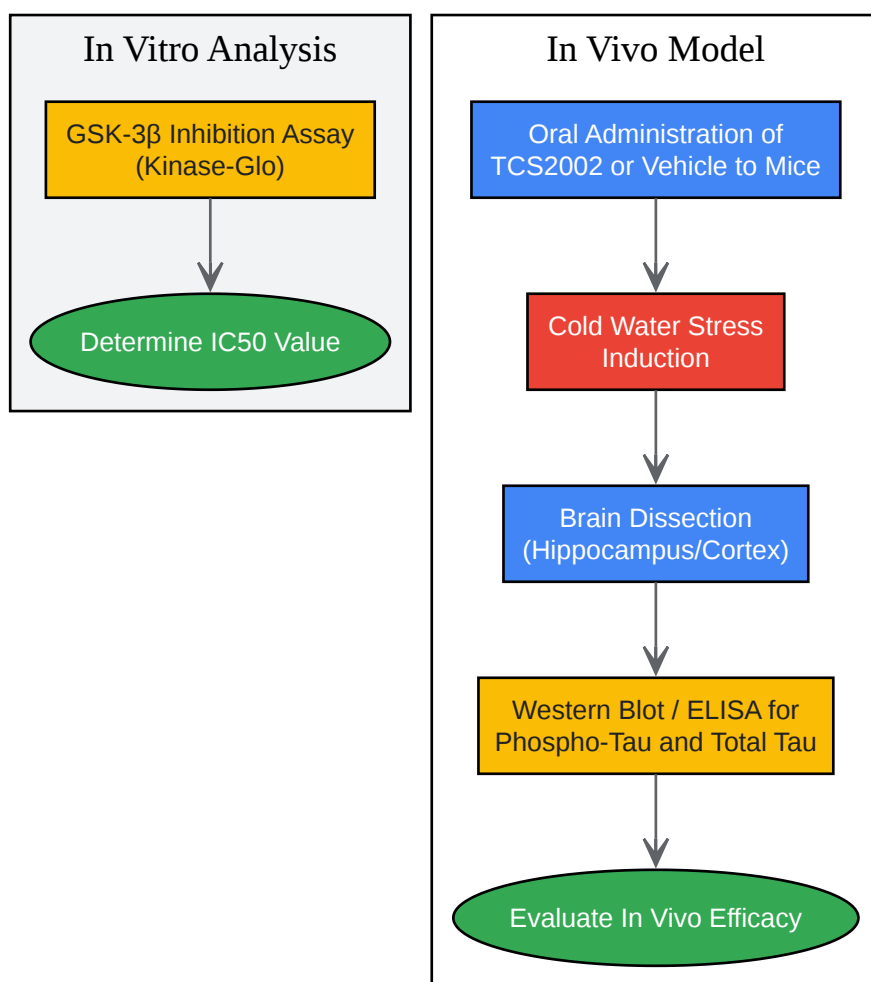 In Vitro Analysis
GSK-3β Inhibition Assay
(Kinase-Glo)
Determine IC50 Value
In Vivo Model
Oral Administration of
TCS2002 or Vehicle to Mice
Cold Water Stress
Induction
Brain Dissection
(Hippocampus/Cortex)
Western Blot / ELISA for
Phospho-Tau and Total Tau
Evaluate In Vivo Efficacy